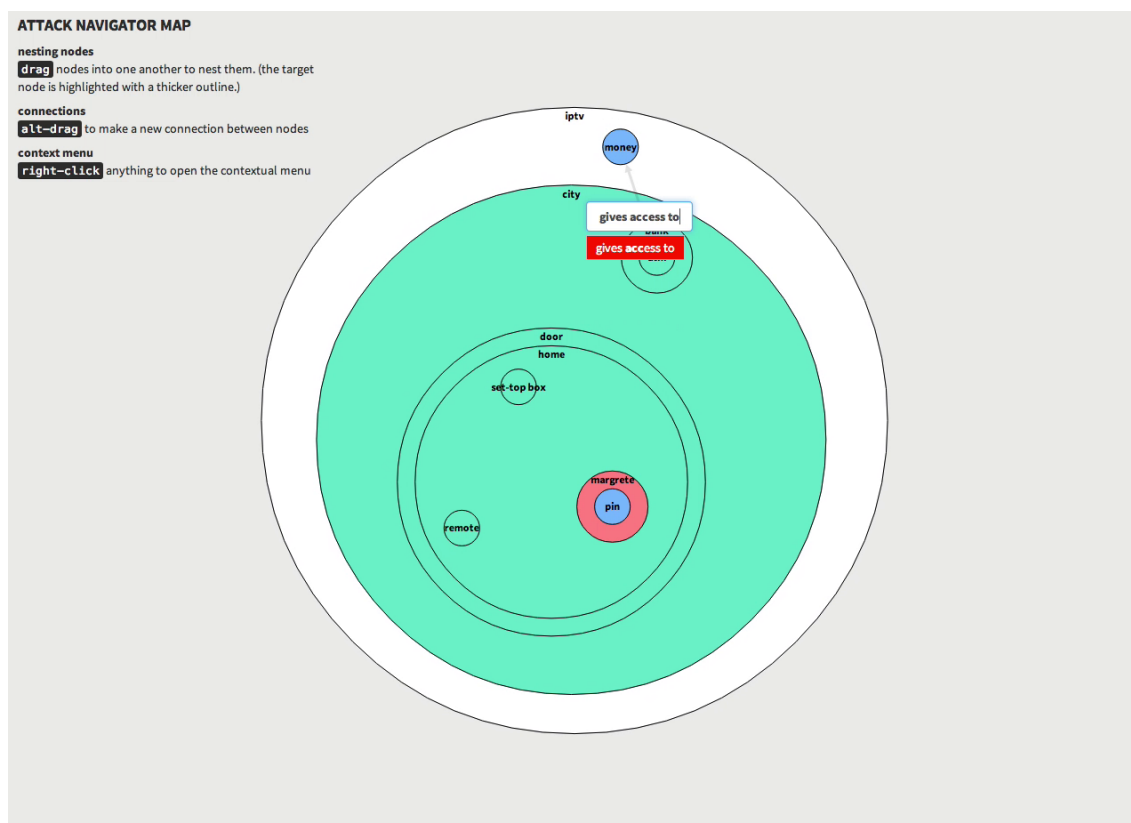 ATTACK NAVIGATOR MAP
nesting nodes
drag nodes into one another to nest them. (the target
node is highlighted with a thicker outline.)
connections
alt-drag to make a new connection between nodes
context menu
right-click anything to open the contextual menu
iptv
money
city
gives access to
gives access to
door
home
set-top box
margrete
pin
remote